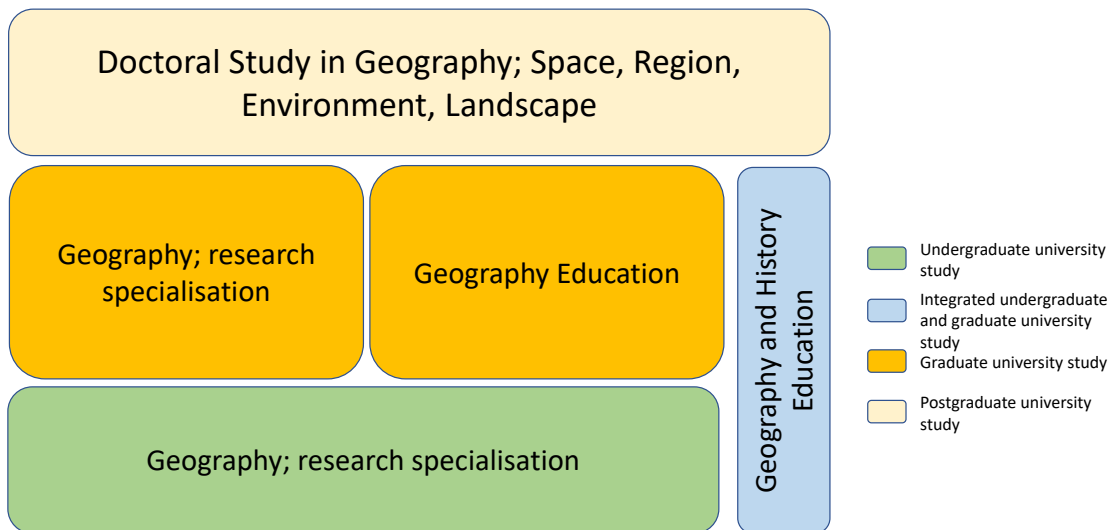 Doctoral Study in Geography; Space, Region,
Environment, Landscape
Geography; research
specialisation
Geography Education
Geography and History
Education
Geography; research specialisation
Undergraduate university
study
Integrated undergraduate
and graduate university
study
Graduate university study
Postgraduate university
study